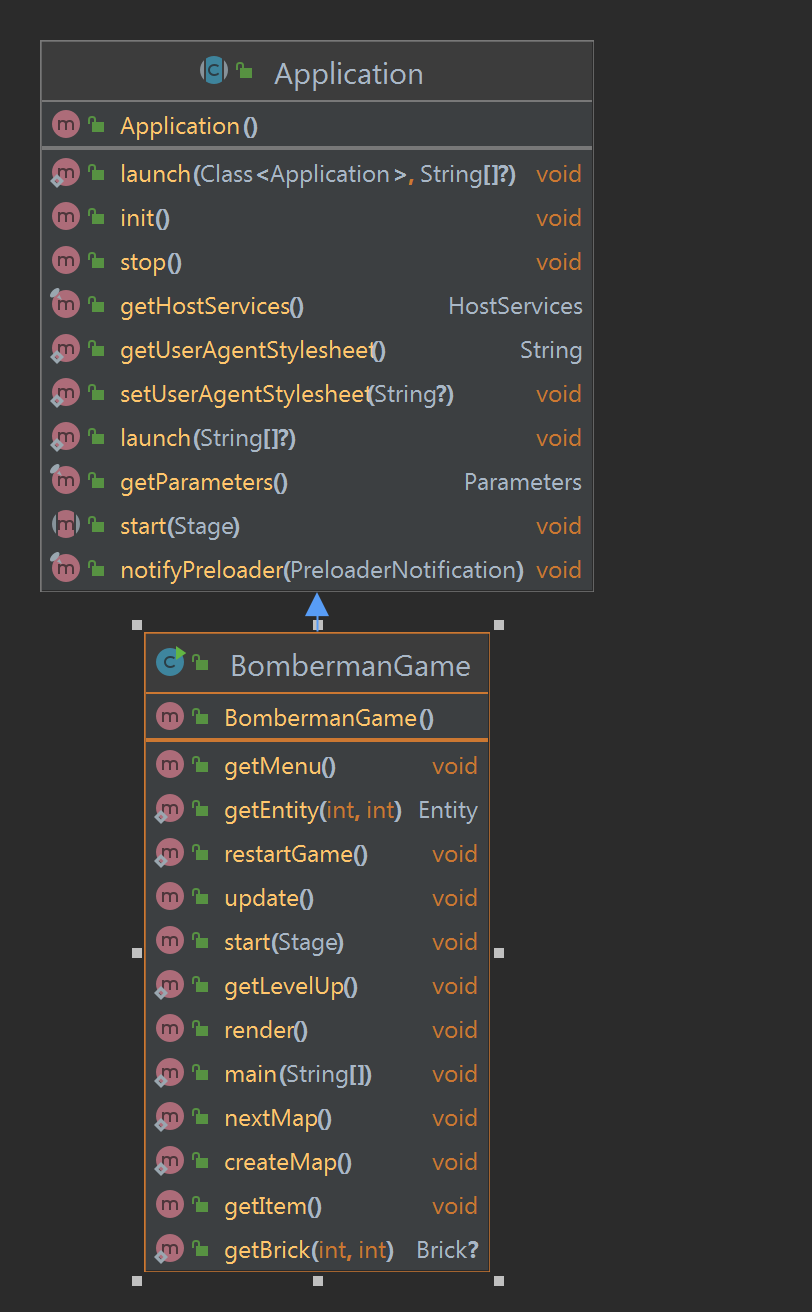 Application
Application()
launch(Class<Application>, String[]?) void
init() void
stop() void
getHostServices() HostServices
getUserAgentStylesheet() String
setUserAgentStylesheet(String?) void
launch(String[]?) void
getParameters() Parameters
start(Stage) void
notifyPreloader(PreloaderNotification) void
BombermanGame
BombermanGame()
getMenu() void
getEntity(int, int) Entity
restartGame() void
update() void
start(Stage) void
getLevelUp() void
render() void
main(String[]) void
nextMap() void
createMap() void
getItem() void
getBrick(int, int) Brick?